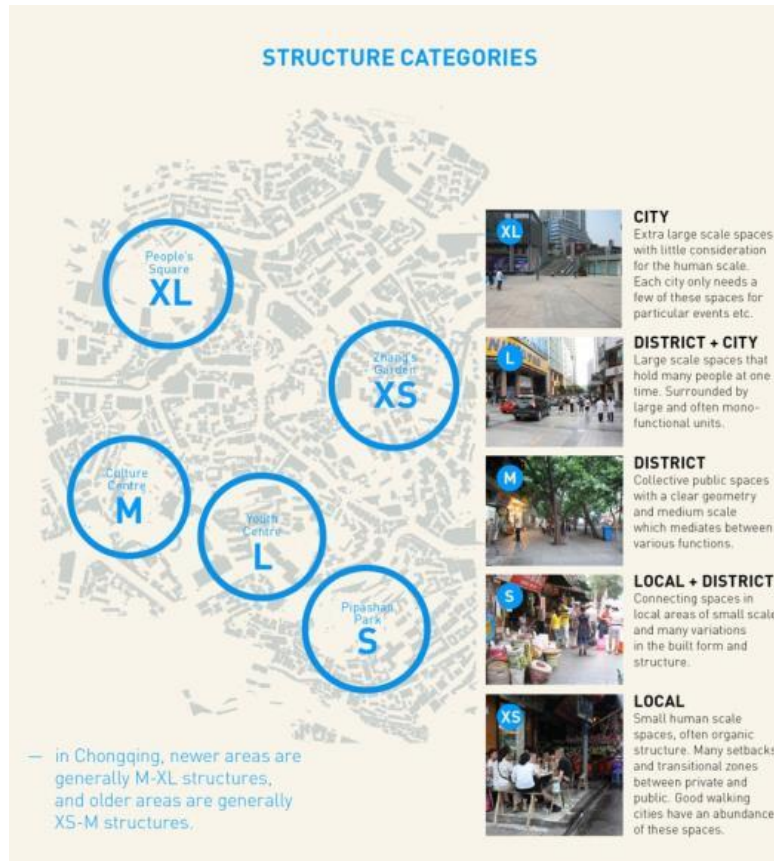 STRUCTURE CATEGORIES
People's
Square
XL
Zhang's
Garden
XS
Culture
Centre
M
Youth
Centre
L
Pipashan
Park
S
— in Chongqing, newer areas are
generally M-XL structures,
and older areas are generally
XS-M structures.
XL
CITY
Extra large scale spaces
with little consideration
for the human scale.
Each city only needs a
few of these spaces for
particular events etc.
L
DISTRICT + CITY
Large scale spaces that
hold many people at one
time. Surrounded by
large and often mono-
functional units.
M
DISTRICT
Collective public spaces
with a clear geometry
and medium scale
which mediates between
various functions.
S
LOCAL + DISTRICT
Connecting spaces in
local areas of small scale
and many variations
in the built form and
structure.
XS
LOCAL
Small human scale
spaces, often organic
structure. Many setbacks
and transitional zones
between private and
public. Good walking
cities have an abundance
of these spaces.